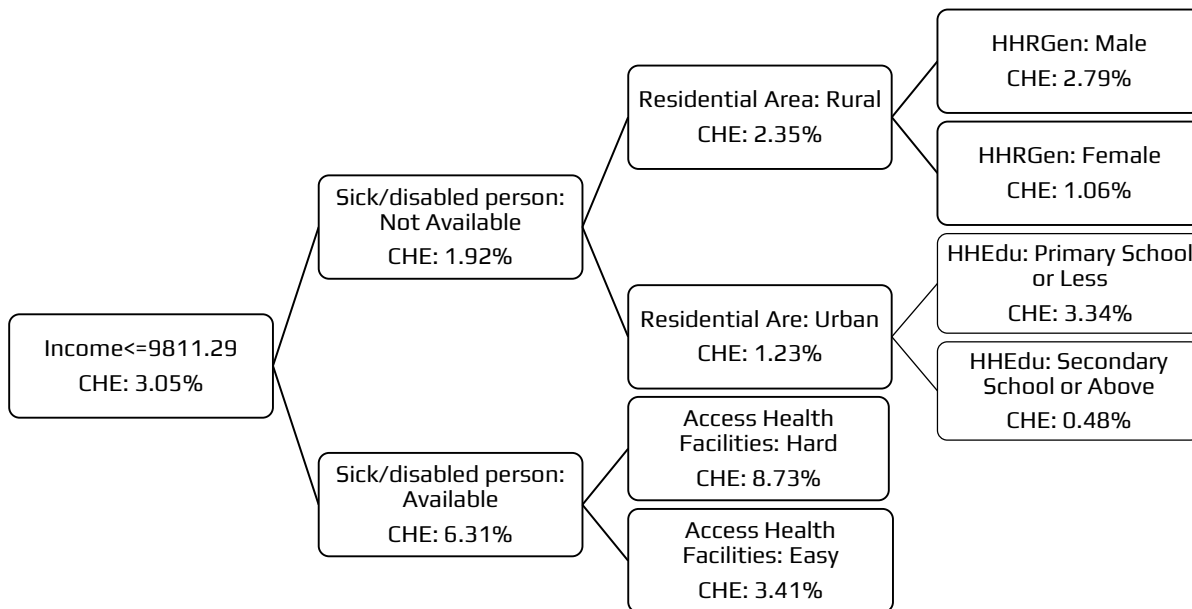 Income<=9811.29
CHE: 3.05%
Sick/disabled person:
Not Available
CHE: 1.92%
Sick/disabled person:
Available
CHE: 6.31%
Residential Area: Rural
CHE: 2.35%
Residential Are: Urban
CHE: 1.23%
Access Health
Facilities: Hard
CHE: 8.73%
Access Health
Facilities: Easy
CHE: 3.41%
HHRGen: Male
CHE: 2.79%
HHRGen: Female
CHE: 1.06%
HHEdu: Primary School
or Less
CHE: 3.34%
HHEdu: Secondary
School or Above
CHE: 0.48%